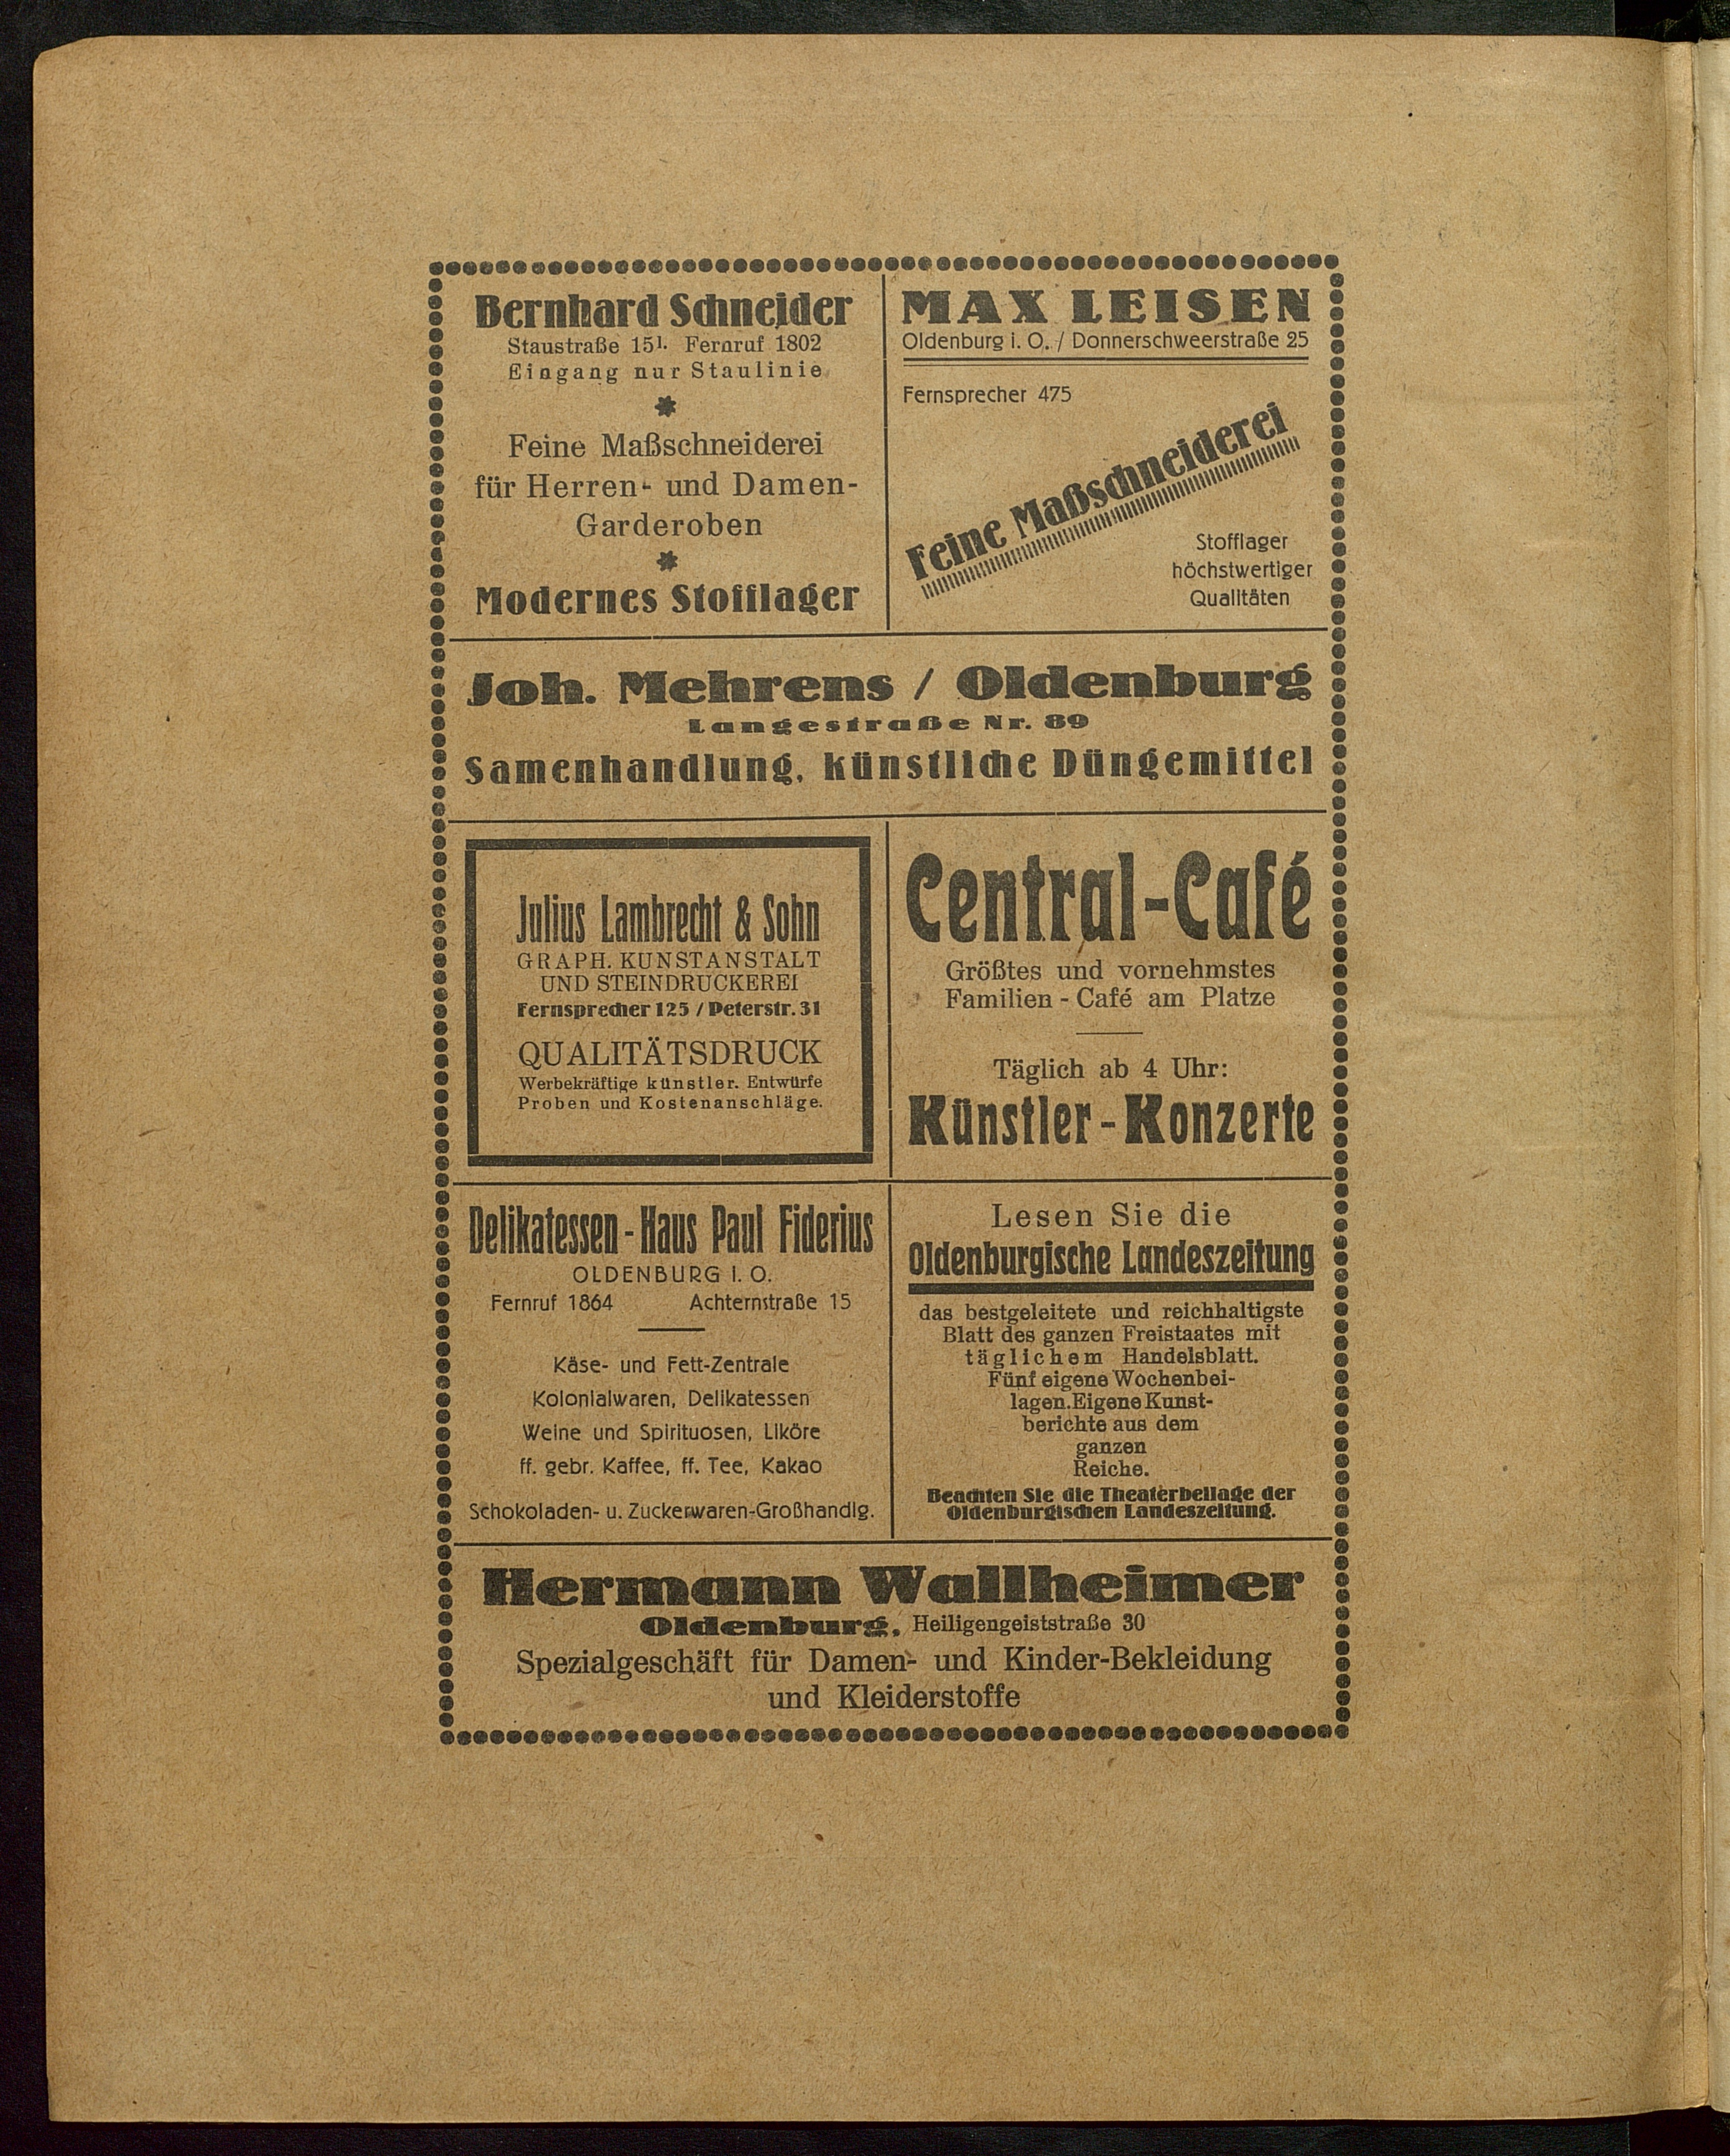 Bernhard Schneider
Staustraße 15I. Fernruf 1802
Eingang nur Staulinie
Feine Maßschneiderei
für Herren- und Damen-
Garderoben
Modernes Stofflager
MAX LEISEN
Oldenburg i. O. / Donnerschweerstraße 25
Fernsprecher 475
Feine Maßschneiderei
Stofflager
höchstwertiger
Qualitäten
Joh. Mehrens / Oldenburg
Langestraße Nr. 89
Samenhandlung, künstliche Düngemittel
Julius Lambrecht & Sohn
GRAPH. KUNSTANSTALT
UND STEINDRUCKEREI
Fernsprecher 125 / Peterstr. 31
QUALITÄTSDRUCK
Werbekräftige künstler. Entwürfe
Proben und Kostenanschläge.
Central-Café
Größtes und vornehmstes
Familien-Café am Platze
Täglich ab 4 Uhr:
Künstler-Konzerte
Delikatessen-Haus Paul Fiderius
OLDENBURG I. O.
Fernruf 1864 Achternstraße 15
Käse- und Fett-Zentrale
Kolonialwaren, Delikatessen
Weine und Spirituosen, Liköre
ff. gebr. Kaffee, ff. Tee, Kakao
Schokoladen- u. Zuckerwaren-Großhandlg.
Lesen Sie die
Oldenburgische Landeszeitung
das bestgeleitete und reichhaltigste
Blatt des ganzen Freistaates mit
täglichem Handelsblatt.
Fünf eigene Wochenbei-
lagen. Eigene Kunst-
berichte aus dem
ganzen
Reiche.
Beachten Sie die Theaterbeilage der
Oldenburgischen Landeszeitung.
Hermann Wallheimer
Oldenburg, Heiligengeiststraße 30
Spezialgeschäft für Damen- und Kinder-Bekleidung
und Kleiderstoffe